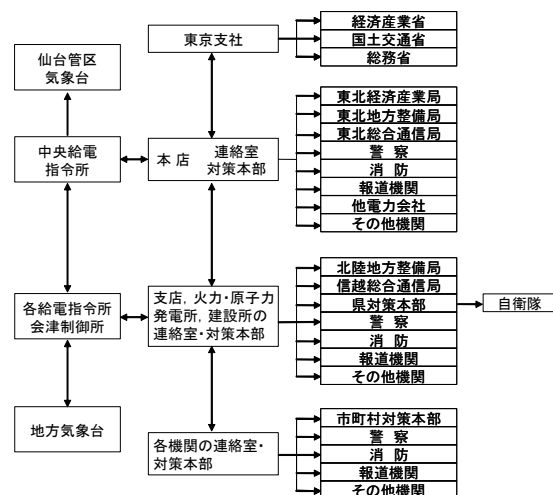 東京支社
経済産業省
国土交通省
総務省
仙台管区
気象台
中央給電
指令所
本店 連絡室
対策本部
東北経済産業局
東北地方整備局
東北総合通信局
警 察
消 防
報道機関
他電力会社
その他機関
各給電指令所
会津制御所
支店，火力・原子力
発電所，建設所の
連絡室・対策本部
北陸地方整備局
信越総合通信局
県対策本部
警 察
消 防
報道機関
その他機関
自衛隊
地方気象台
各機関の連絡室・
対策本部
市町村対策本部
警 察
消 防
報道機関
その他機関